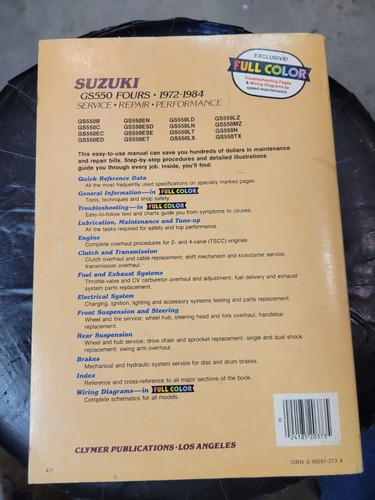 EXCLUSIVE!
FULL COLOR
Troubleshooting Pages
& Wiring diagrams to
speed maintenance
SUZUKI
GS550 FOURS • 1972-1984
SERVICE • REPAIR • PERFORMANCE
GS550B GS550EN GS550LD GS550LZ
GS550C GS550ESD GS550LN GS550MZ
GS550EC GS550ESE GS550LT GS550N
GS550ED GS550ET GS550LX GS550TX
This easy-to-use manual can save you hundreds of dollars in maintenance
and repair bills. Step-by-step procedures and detailed illustrations
guide you through every job. Inside, you'll find:
Quick Reference Data
All the most frequently used specifications on specially marked pages.
General Information—in FULL COLOR
Tools, techniques and shop safety.
Troubleshooting—in FULL COLOR
Easy-to-follow text and charts guide you from symptoms to causes.
Lubrication, Maintenance and Tune-up
All the tasks required for safety and top performance.
Engine
Complete overhaul procedures for 2- and 4-valve (TSCC) engines.
Clutch and Transmission
Clutch overhaul and cable replacement; shift mechanism and kickstarter service;
transmission overhaul.
Fuel and Exhaust Systems
Throttle-valve and CV carburetor overhaul and adjustment; fuel delivery and exhaust
system parts replacement.
Electrical System
Charging, ignition, lighting and accessory systems testing and parts replacement.
Front Suspension and Steering
Wheel and tire service; wheel hub, steering head and fork overhaul; handlebar
replacement.
Rear Suspension
Wheel and hub service; drive chain and sprocket replacement; single and dual shock
replacement; swing arm overhaul.
Brakes
Mechanical and hydraulic system service for disc and drum brakes.
Index
Reference and cross-reference to all major sections of the book.
Wiring Diagrams—in FULL COLOR
Complete schematics for all models.
0 24185 20373
CLYMER PUBLICATIONS • LOS ANGELES
4/1
ISBN: 0-89287-273-X